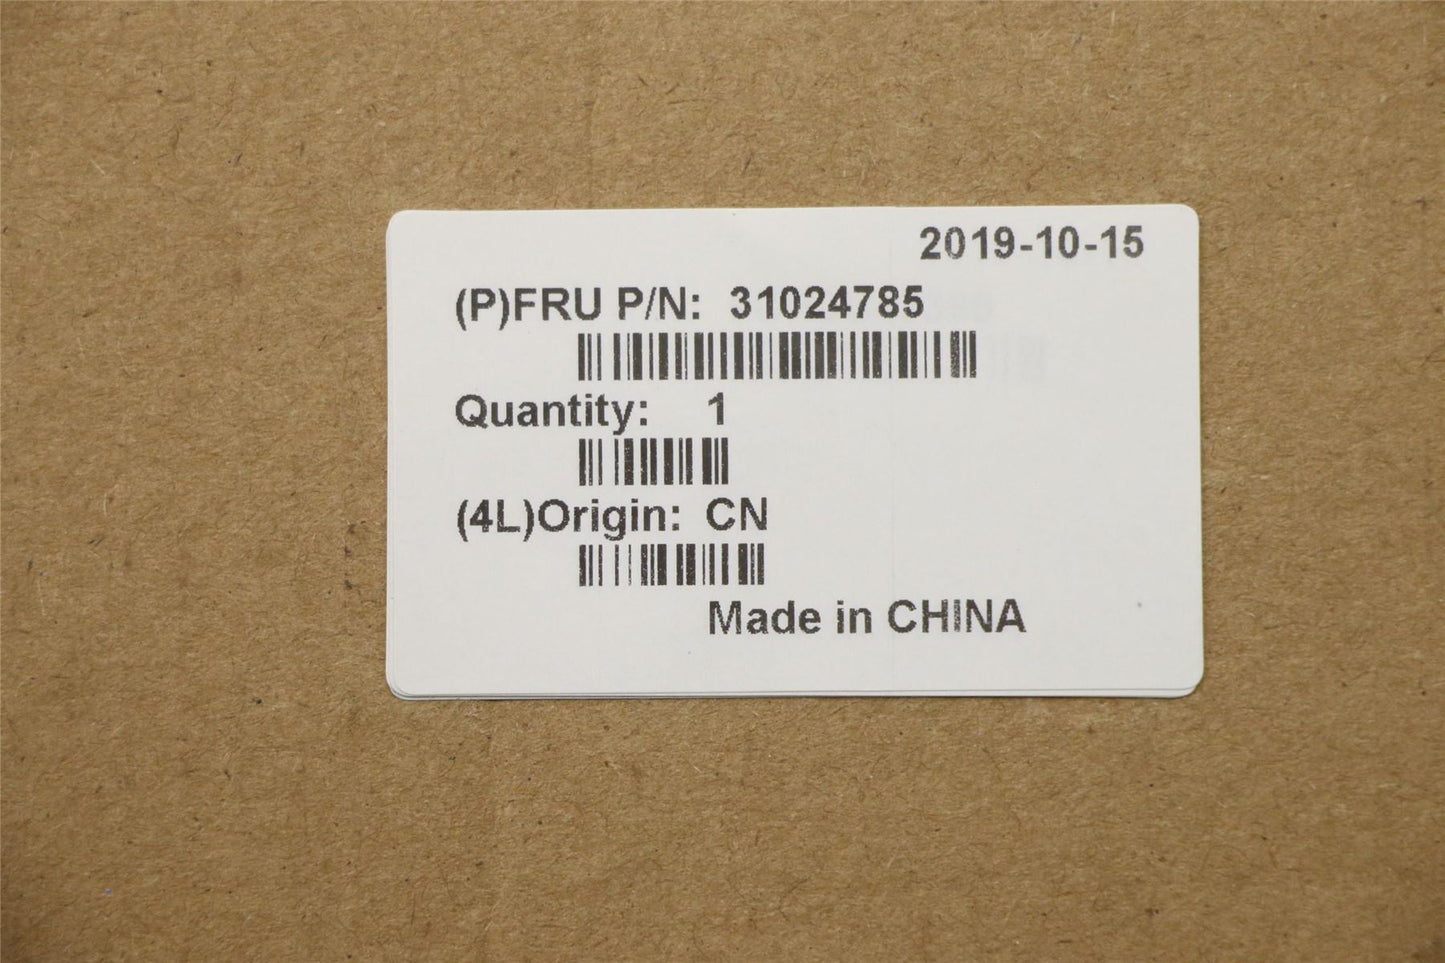 2019-10-15
(P)FRU P/N: 31024785
Quantity: 1
(4L)Origin: CN
Made in CHINA